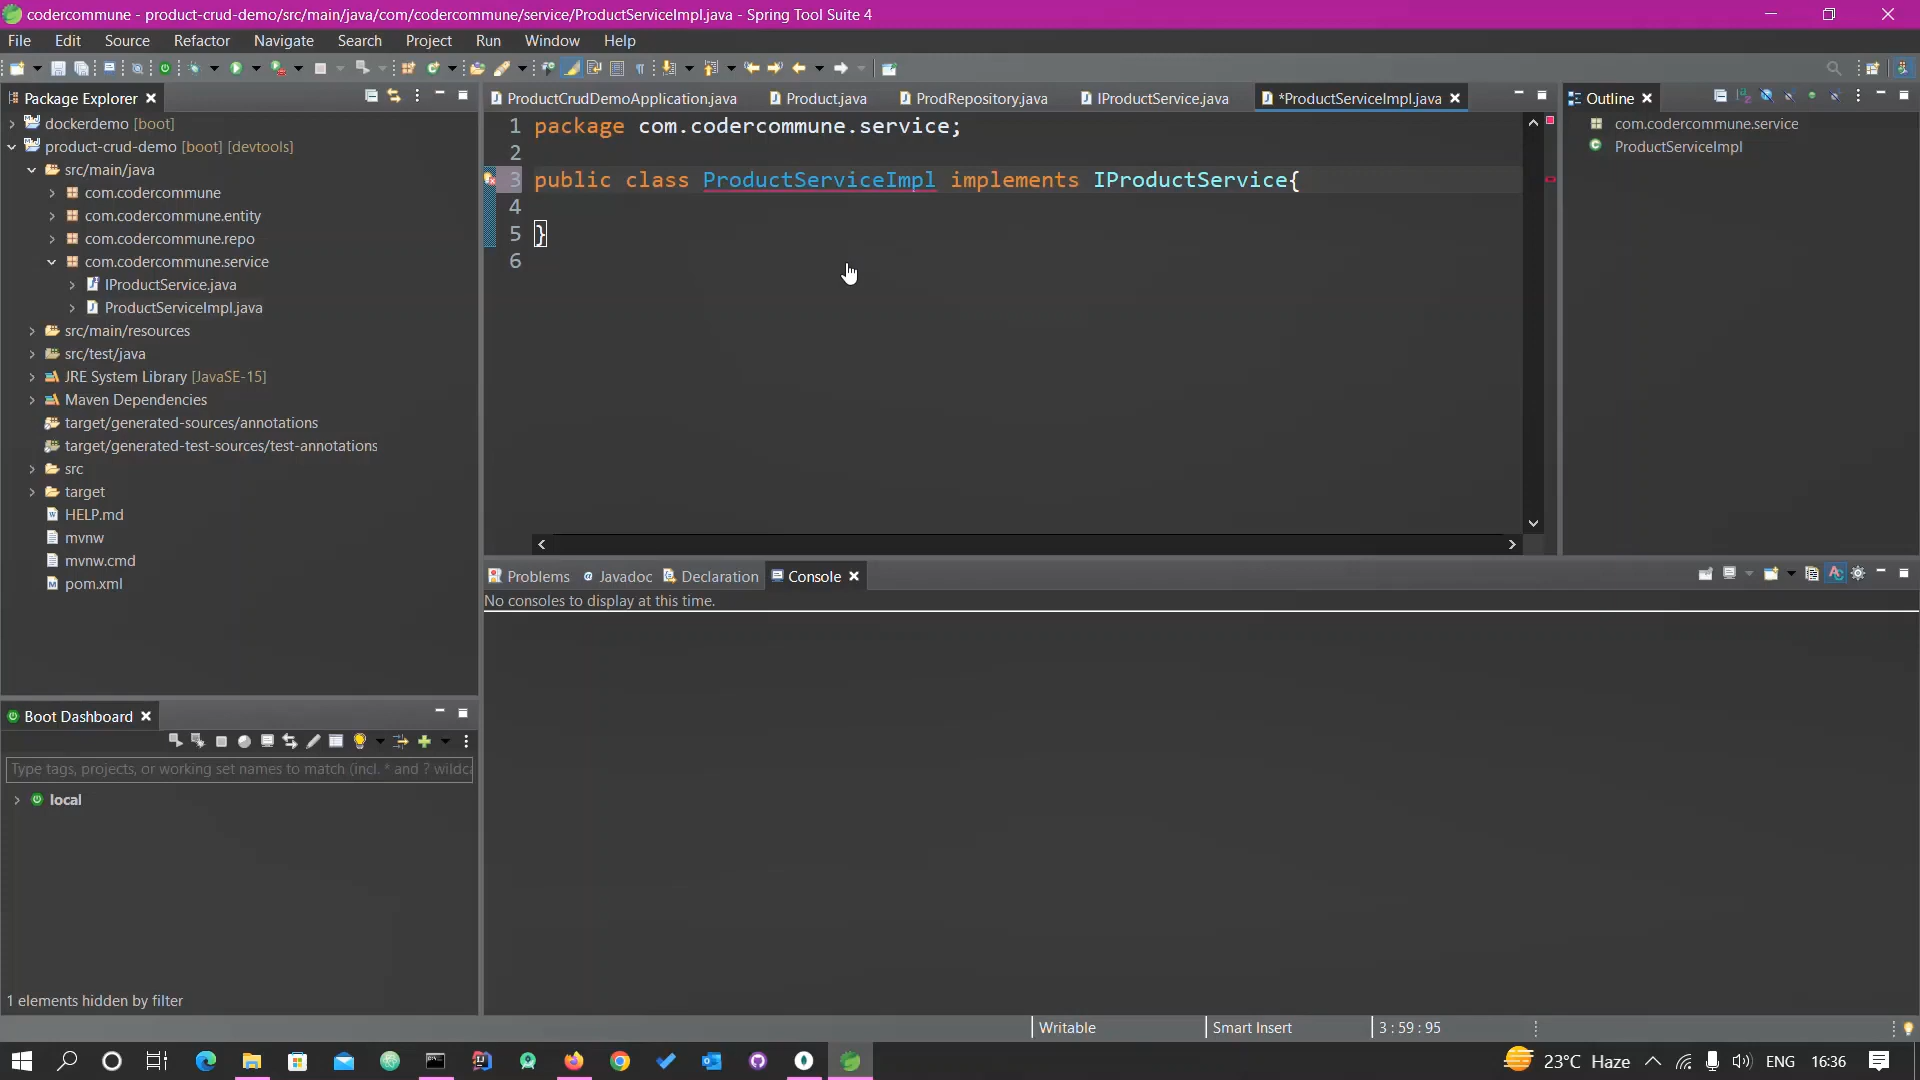 codercommune - product-crud-demo/src/main/java/com/codercommune/service/ProductServiceImpl.java - Spring Tool Suite 4
File Edit Source Refactor Navigate Search Project Run Window Help
Package Explorer
dockerdemo [boot]
product-crud-demo [boot] [devtools]
src/main/java
com.codercommune
com.codercommune.entity
com.codercommune.repo
com.codercommune.service
IProductService.java
ProductServiceImpl.java
src/main/resources
src/test/java
JRE System Library [JavaSE-15]
Maven Dependencies
target/generated-sources/annotations
target/generated-test-sources/test-annotations
src
target
HELP.md
mvnw
mvnw.cmd
pom.xml
ProductCrudDemoApplication.java Product.java ProdRepository.java IProductService.java *ProductServiceImpl.java
1 package com.codercommune.service;
2
3 public class ProductServiceImpl implements IProductService{
4
5 }
6
Outline
com.codercommune.service
ProductServiceImpl
Problems Javadoc Declaration Console
No consoles to display at this time.
Boot Dashboard
Type tags, projects, or working set names to match (incl. * and ? wildca
local
1 elements hidden by filter
Writable Smart Insert 3 : 59 : 95
23°C Haze ENG 16:36